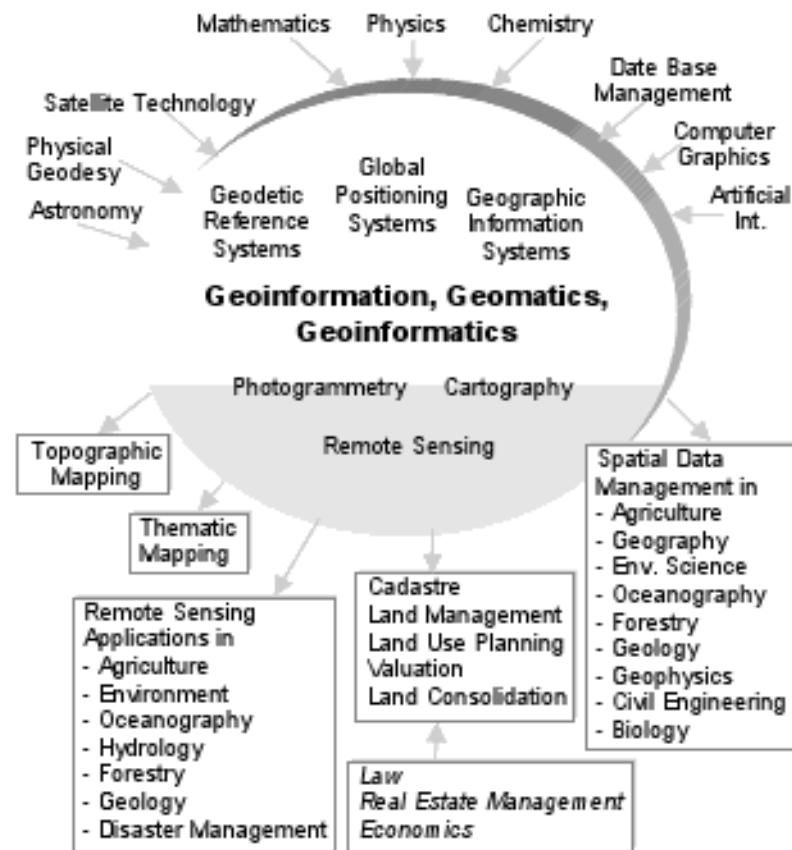 Mathematics
Physics
Chemistry
Satellite Technology
Date Base
Management
Physical
Geodesy
Computer
Graphics
Astronomy
Artificial
Int.
Geodetic
Reference
Systems
Global
Positioning
Systems
Geographic
Information
Systems
Geoinformation, Geomatics,
Geoinformatics
Photogrammetry
Cartography
Remote Sensing
Topographic
Mapping
Thematic
Mapping
Remote Sensing
Applications in
- Agriculture
- Environment
- Oceanography
- Hydrology
- Forestry
- Geology
- Disaster Management
Cadastre
Land Management
Land Use Planning
Valuation
Land Consolidation
Law
Real Estate Management
Economics
Spatial Data
Management in
- Agriculture
- Geography
- Env. Science
- Oceanography
- Forestry
- Geology
- Geophysics
- Civil Engineering
- Biology